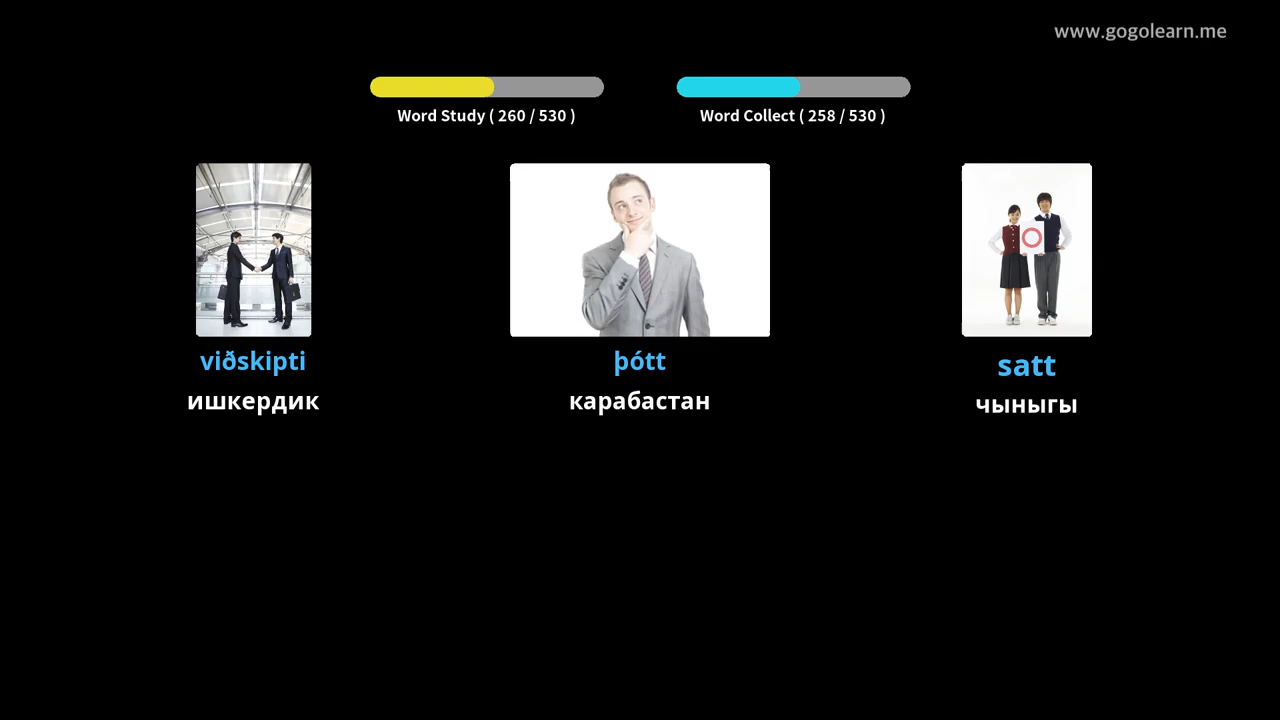 www.gogolearn.me
Word Study ( 260 / 530 )
Word Collect ( 258 / 530 )
viðskipti
ишкердик
þótt
карабастан
satt
чыныгы